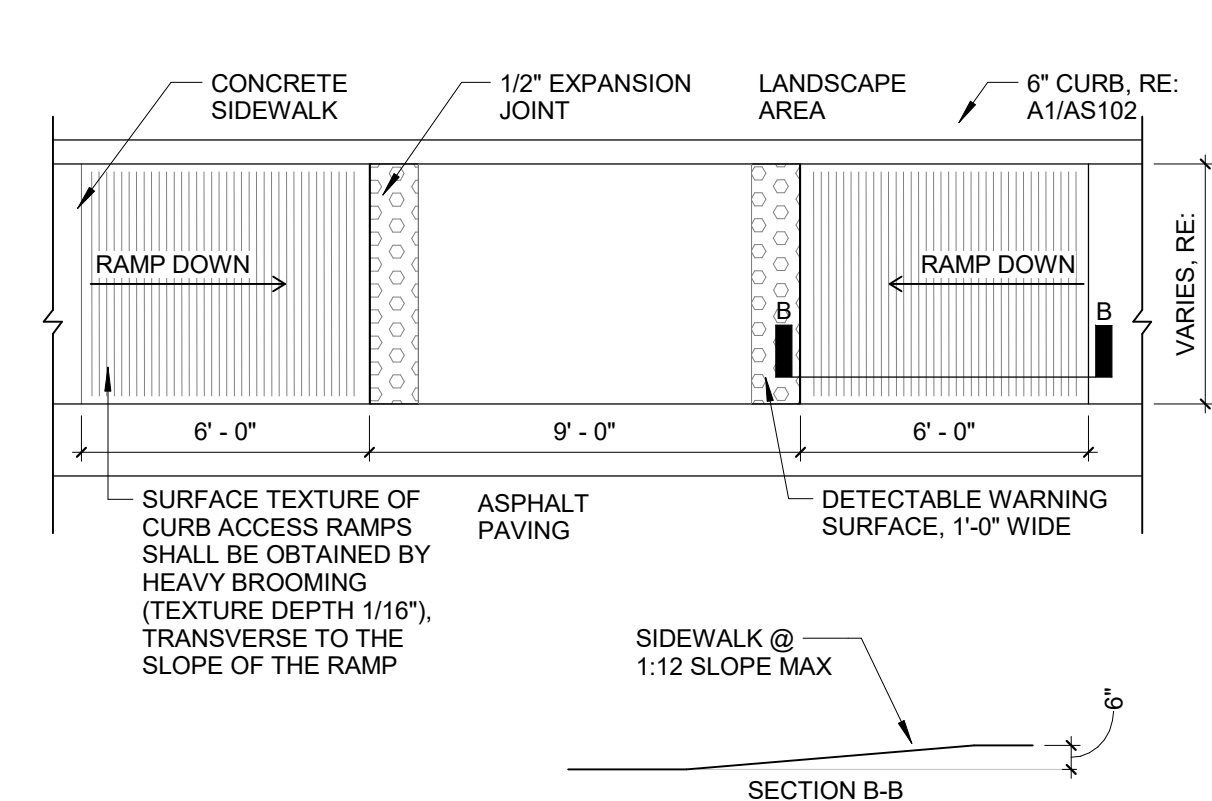 CONCRETE
SIDEWALK
1/2" EXPANSION
JOINT
LANDSCAPE
AREA
6" CURB, RE:
A1/AS102
RAMP DOWN
RAMP DOWN
B
B
VARIES, RE:
6' - 0"
9' - 0"
6' - 0"
SURFACE TEXTURE OF
CURB ACCESS RAMPS
SHALL BE OBTAINED BY
HEAVY BROOMING
(TEXTURE DEPTH 1/16"),
TRANSVERSE TO THE
SLOPE OF THE RAMP
ASPHALT
PAVING
DETECTABLE WARNING
SURFACE, 1'-0" WIDE
SIDEWALK @
1:12 SLOPE MAX
6"
SECTION B-B